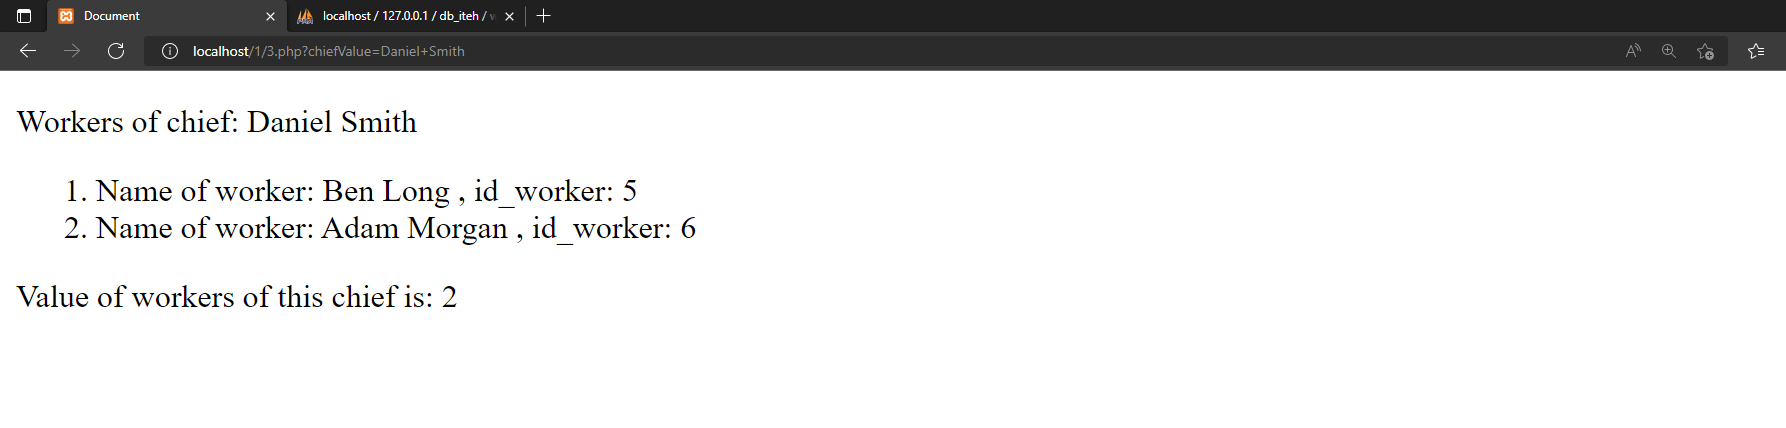 Document
localhost / 127.0.0.1 / db_iteh /
localhost/1/3.php?chiefValue=Daniel+Smith
Workers of chief: Daniel Smith
1. Name of worker: Ben Long , id_worker: 5
2. Name of worker: Adam Morgan , id_worker: 6
Value of workers of this chief is: 2